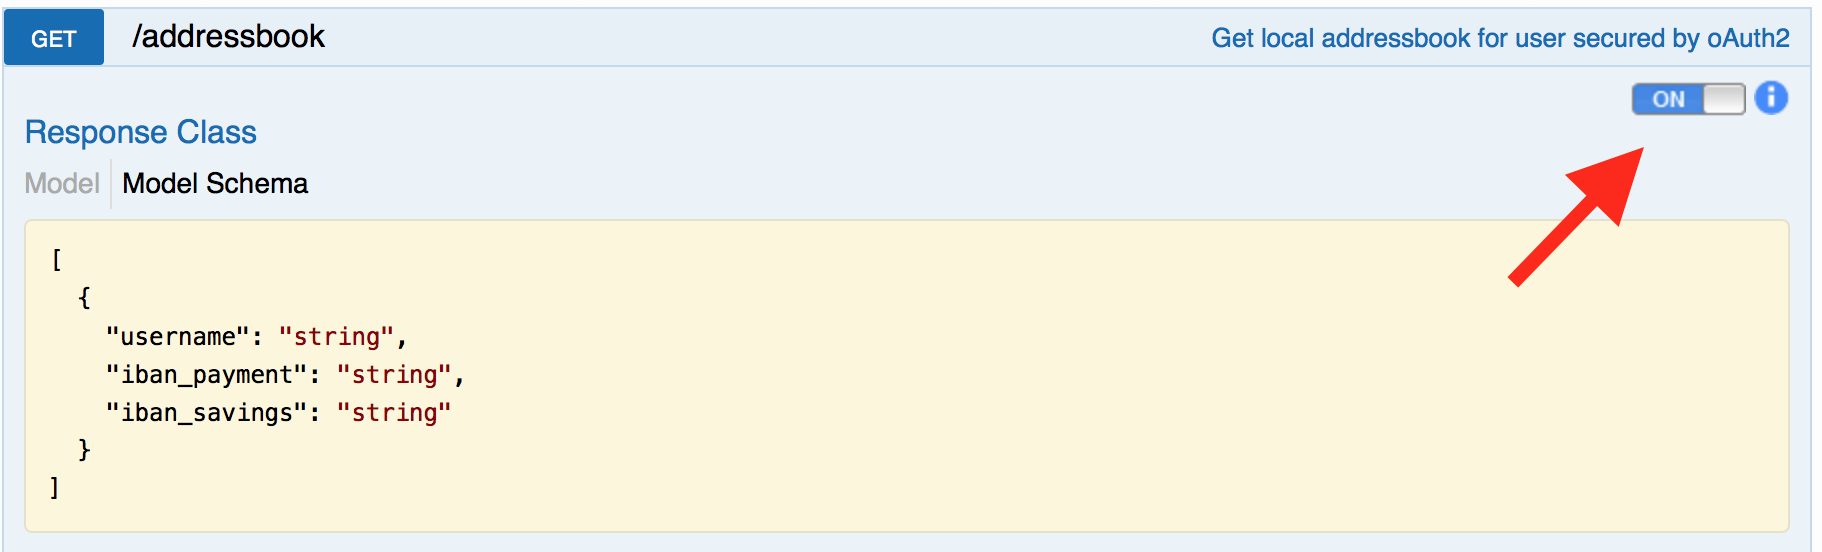 GET /addressbook Get local addressbook for user secured by oAuth2
ON i
Response Class
Model Model Schema
[
{
"username": "string",
"iban_payment": "string",
"iban_savings": "string"
}
]